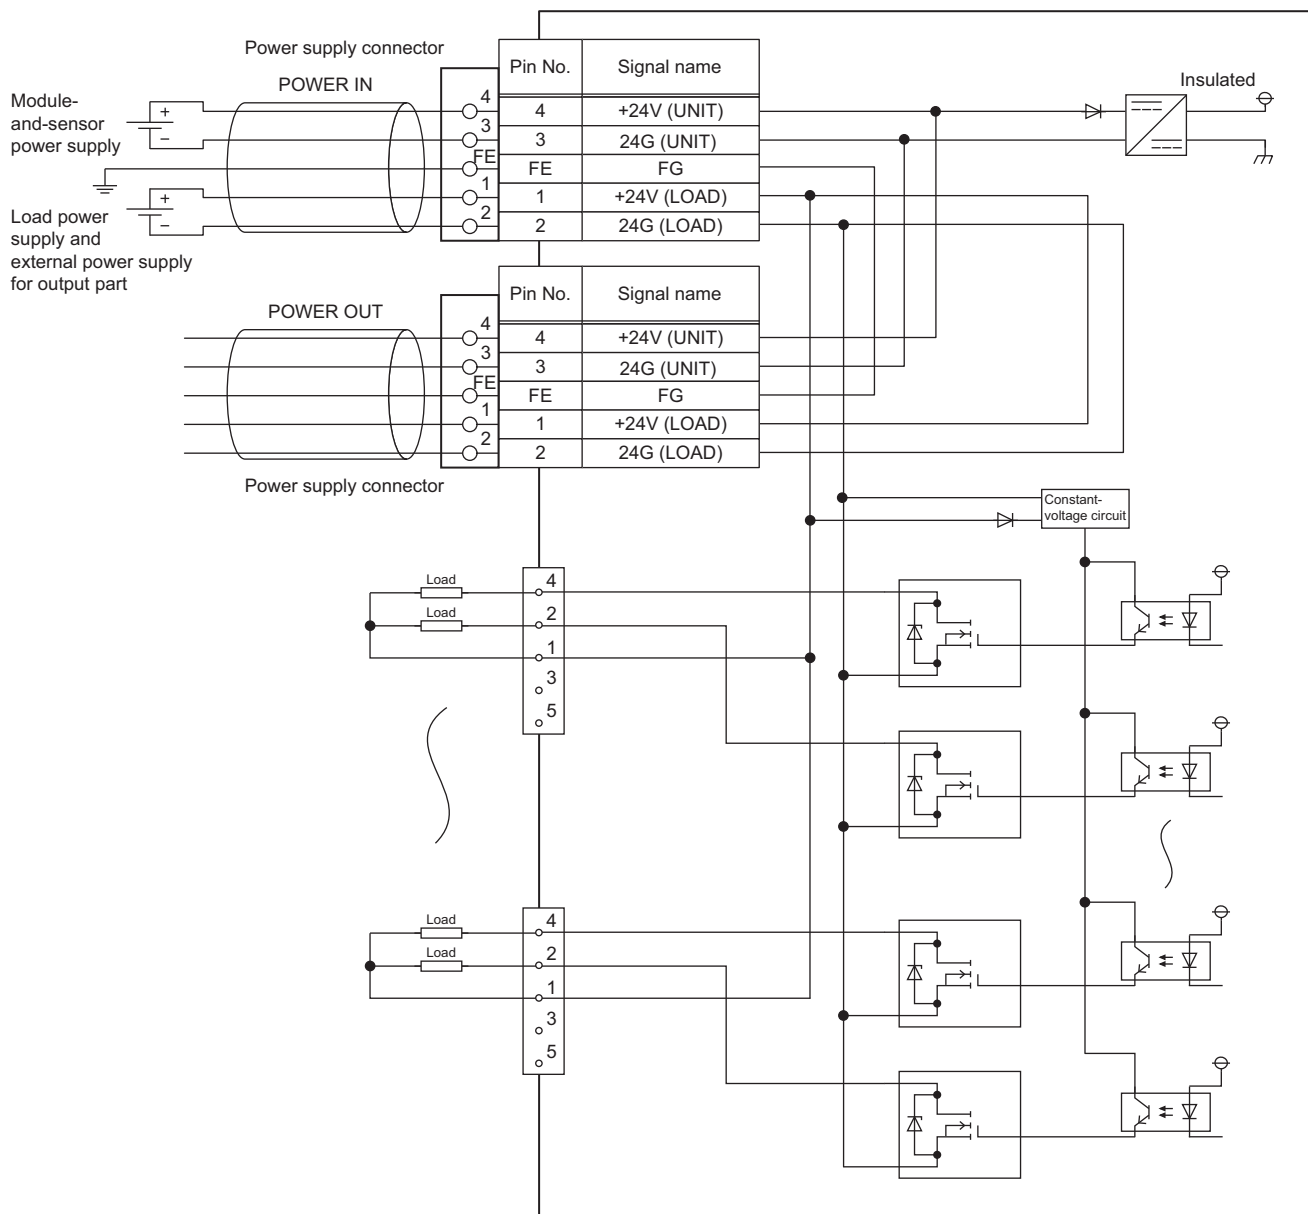 Power supply connector
POWER IN
Module-
and-sensor
power supply
+
−
Load power
supply and
external power supply
for output part
+
−
4
3
FE
1
2
Pin No. Signal name
4 +24V (UNIT)
3 24G (UNIT)
FE FG
1 +24V (LOAD)
2 24G (LOAD)
Insulated
POWER OUT
4
3
FE
1
2
Pin No. Signal name
4 +24V (UNIT)
3 24G (UNIT)
FE FG
1 +24V (LOAD)
2 24G (LOAD)
Power supply connector
Constant-
voltage circuit
Load
Load
4
2
1
3
5
Load
Load
4
2
1
3
5